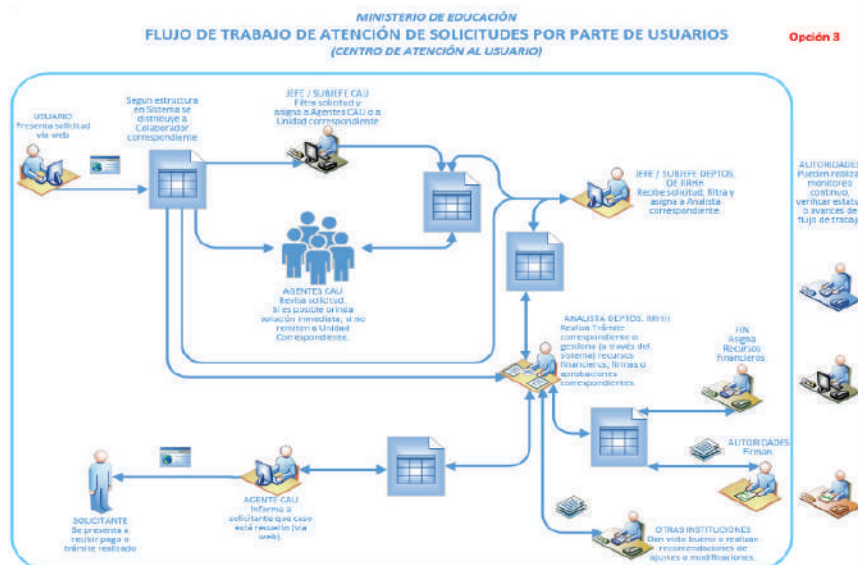 MINISTERIO DE EDUCACIÓN
FLUJO DE TRABAJO DE ATENCIÓN DE SOLICITUDES POR PARTE DE USUARIOS
(CENTRO DE ATENCIÓN AL USUARIO)
Opción 3
USUARIO
Presenta solicitud
vía web
Segun estructura
en Sistema se
distribuye a
Colaborador
correspondiente
JEFE / SUBJEFE CAU
Filtra solicitud y
asigna a Agentes CAU o a
Unidad correspondiente
JEFE / SUBJEFE DEPTOS.
DE RRHH
Recibe solicitud, filtra y
asigna a Analista
correspondiente.
AUTORIDADES
Pueden realiza
monitoreo
continuo,
verificar estatu
o avances de
flujo de trabajo
AGENTES CAU
Revisa solicitud.
Si es posible brinda
solución inmediata, si no
remiten a Unidad
Correspondiente.
ANALISTA DEPTOS. RRHH
Realiza Trámite
correspondiente o
gestiona (a través del
sistema) recursos
financieros, firmas o
aprobaciones
correspondientes.
FIN
Asigna
Recursos
Financieros
AUTORIDADES
Firman
SOLICITANTE
Se presenta a
recibir pago o
trámite realizado
AGENTE CAU
Informa a
solicitante que caso
está resuelto (vía
web).
OTRAS INSTITUCIONES
Dan visto bueno o realizan
recomendaciones de
ajustes o modificaciones.